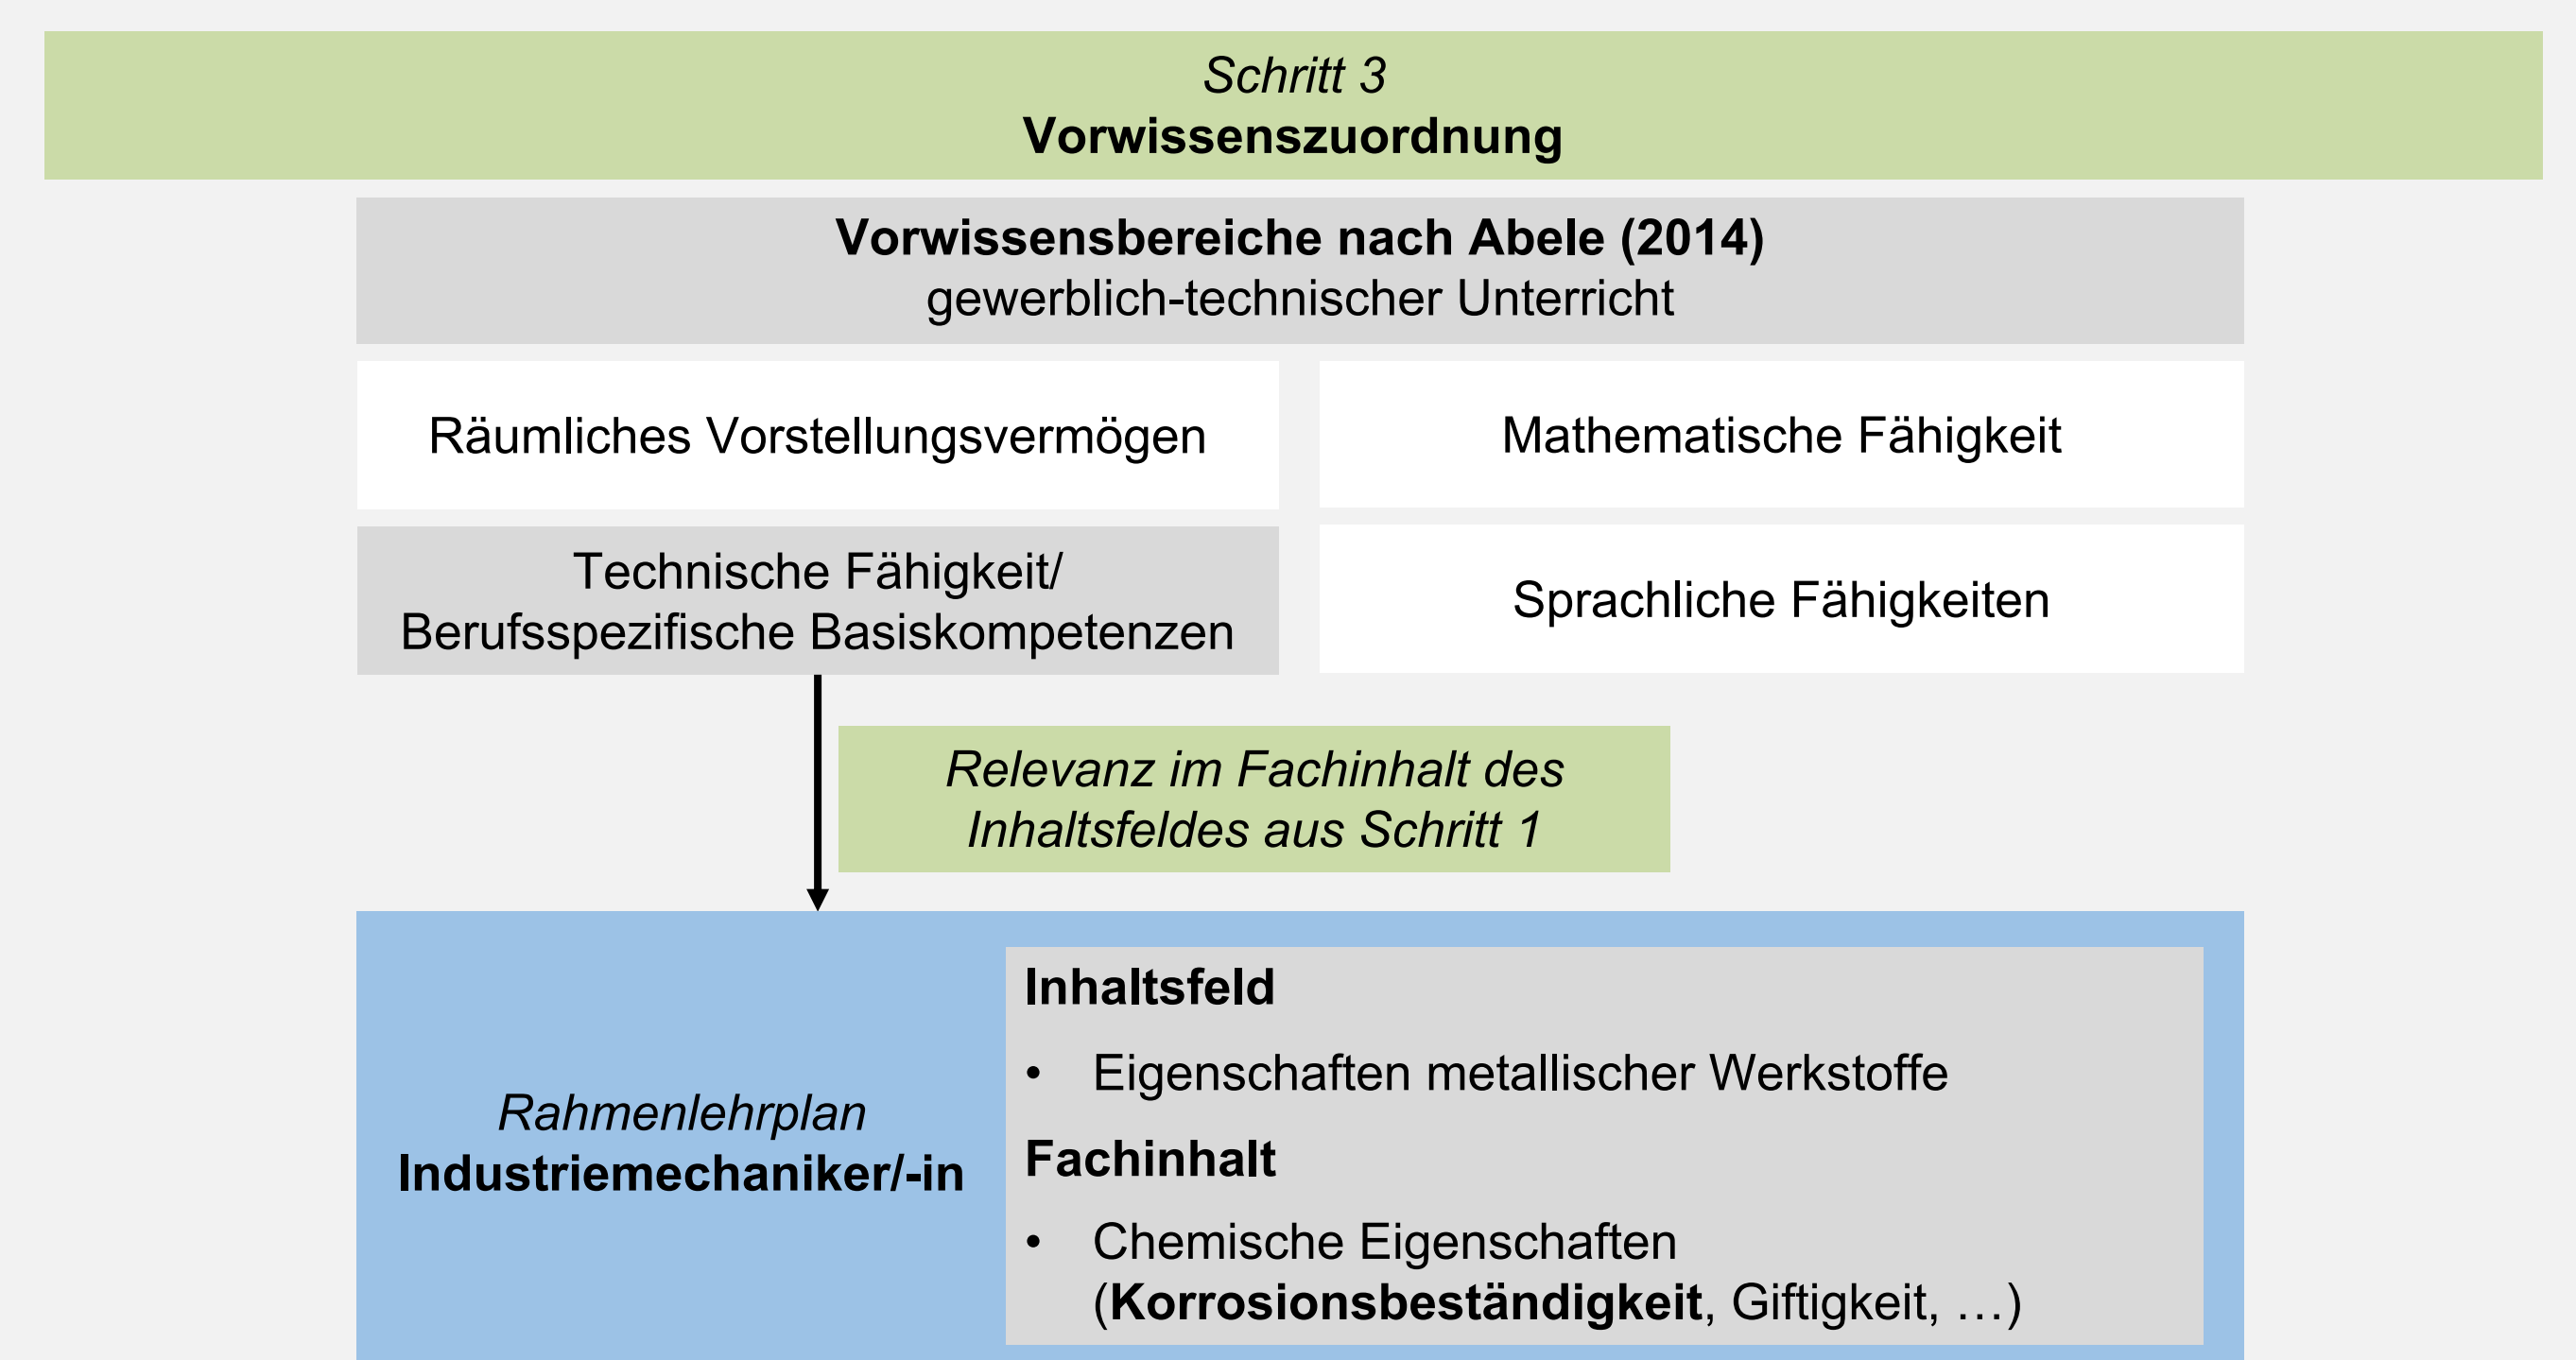 Schritt 3
Vorwissenszuordnung
Vorwissensbereiche nach Abele (2014)
gewerblich-technischer Unterricht
Räumliches Vorstellungsvermögen
Mathematische Fähigkeit
Technische Fähigkeit/
Berufsspezifische Basiskompetenzen
Sprachliche Fähigkeiten
Relevanz im Fachinhalt des
Inhaltsfeldes aus Schritt 1
Rahmenlehrplan
Industriemechaniker/-in
Inhaltsfeld
• Eigenschaften metallischer Werkstoffe
Fachinhalt
• Chemische Eigenschaften
(Korrosionsbeständigkeit, Giftigkeit, …)